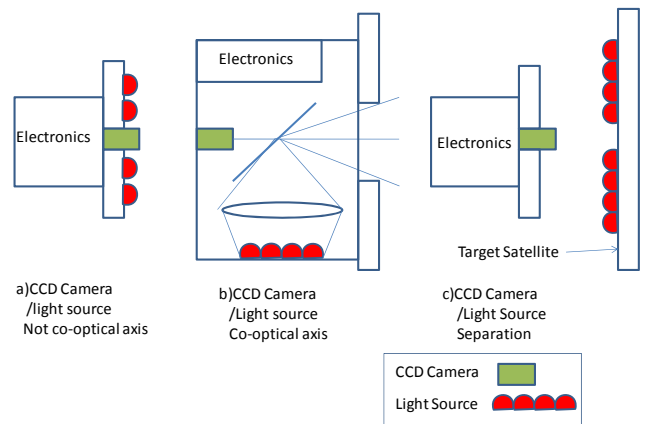 Electronics
Electronics
Electronics
Target Satellite
a)CCD Camera
/light source
Not co-optical axis
b)CCD Camera
/Light source
Co-optical axis
c)CCD Camera
/Light Source
Separation
CCD Camera
Light Source